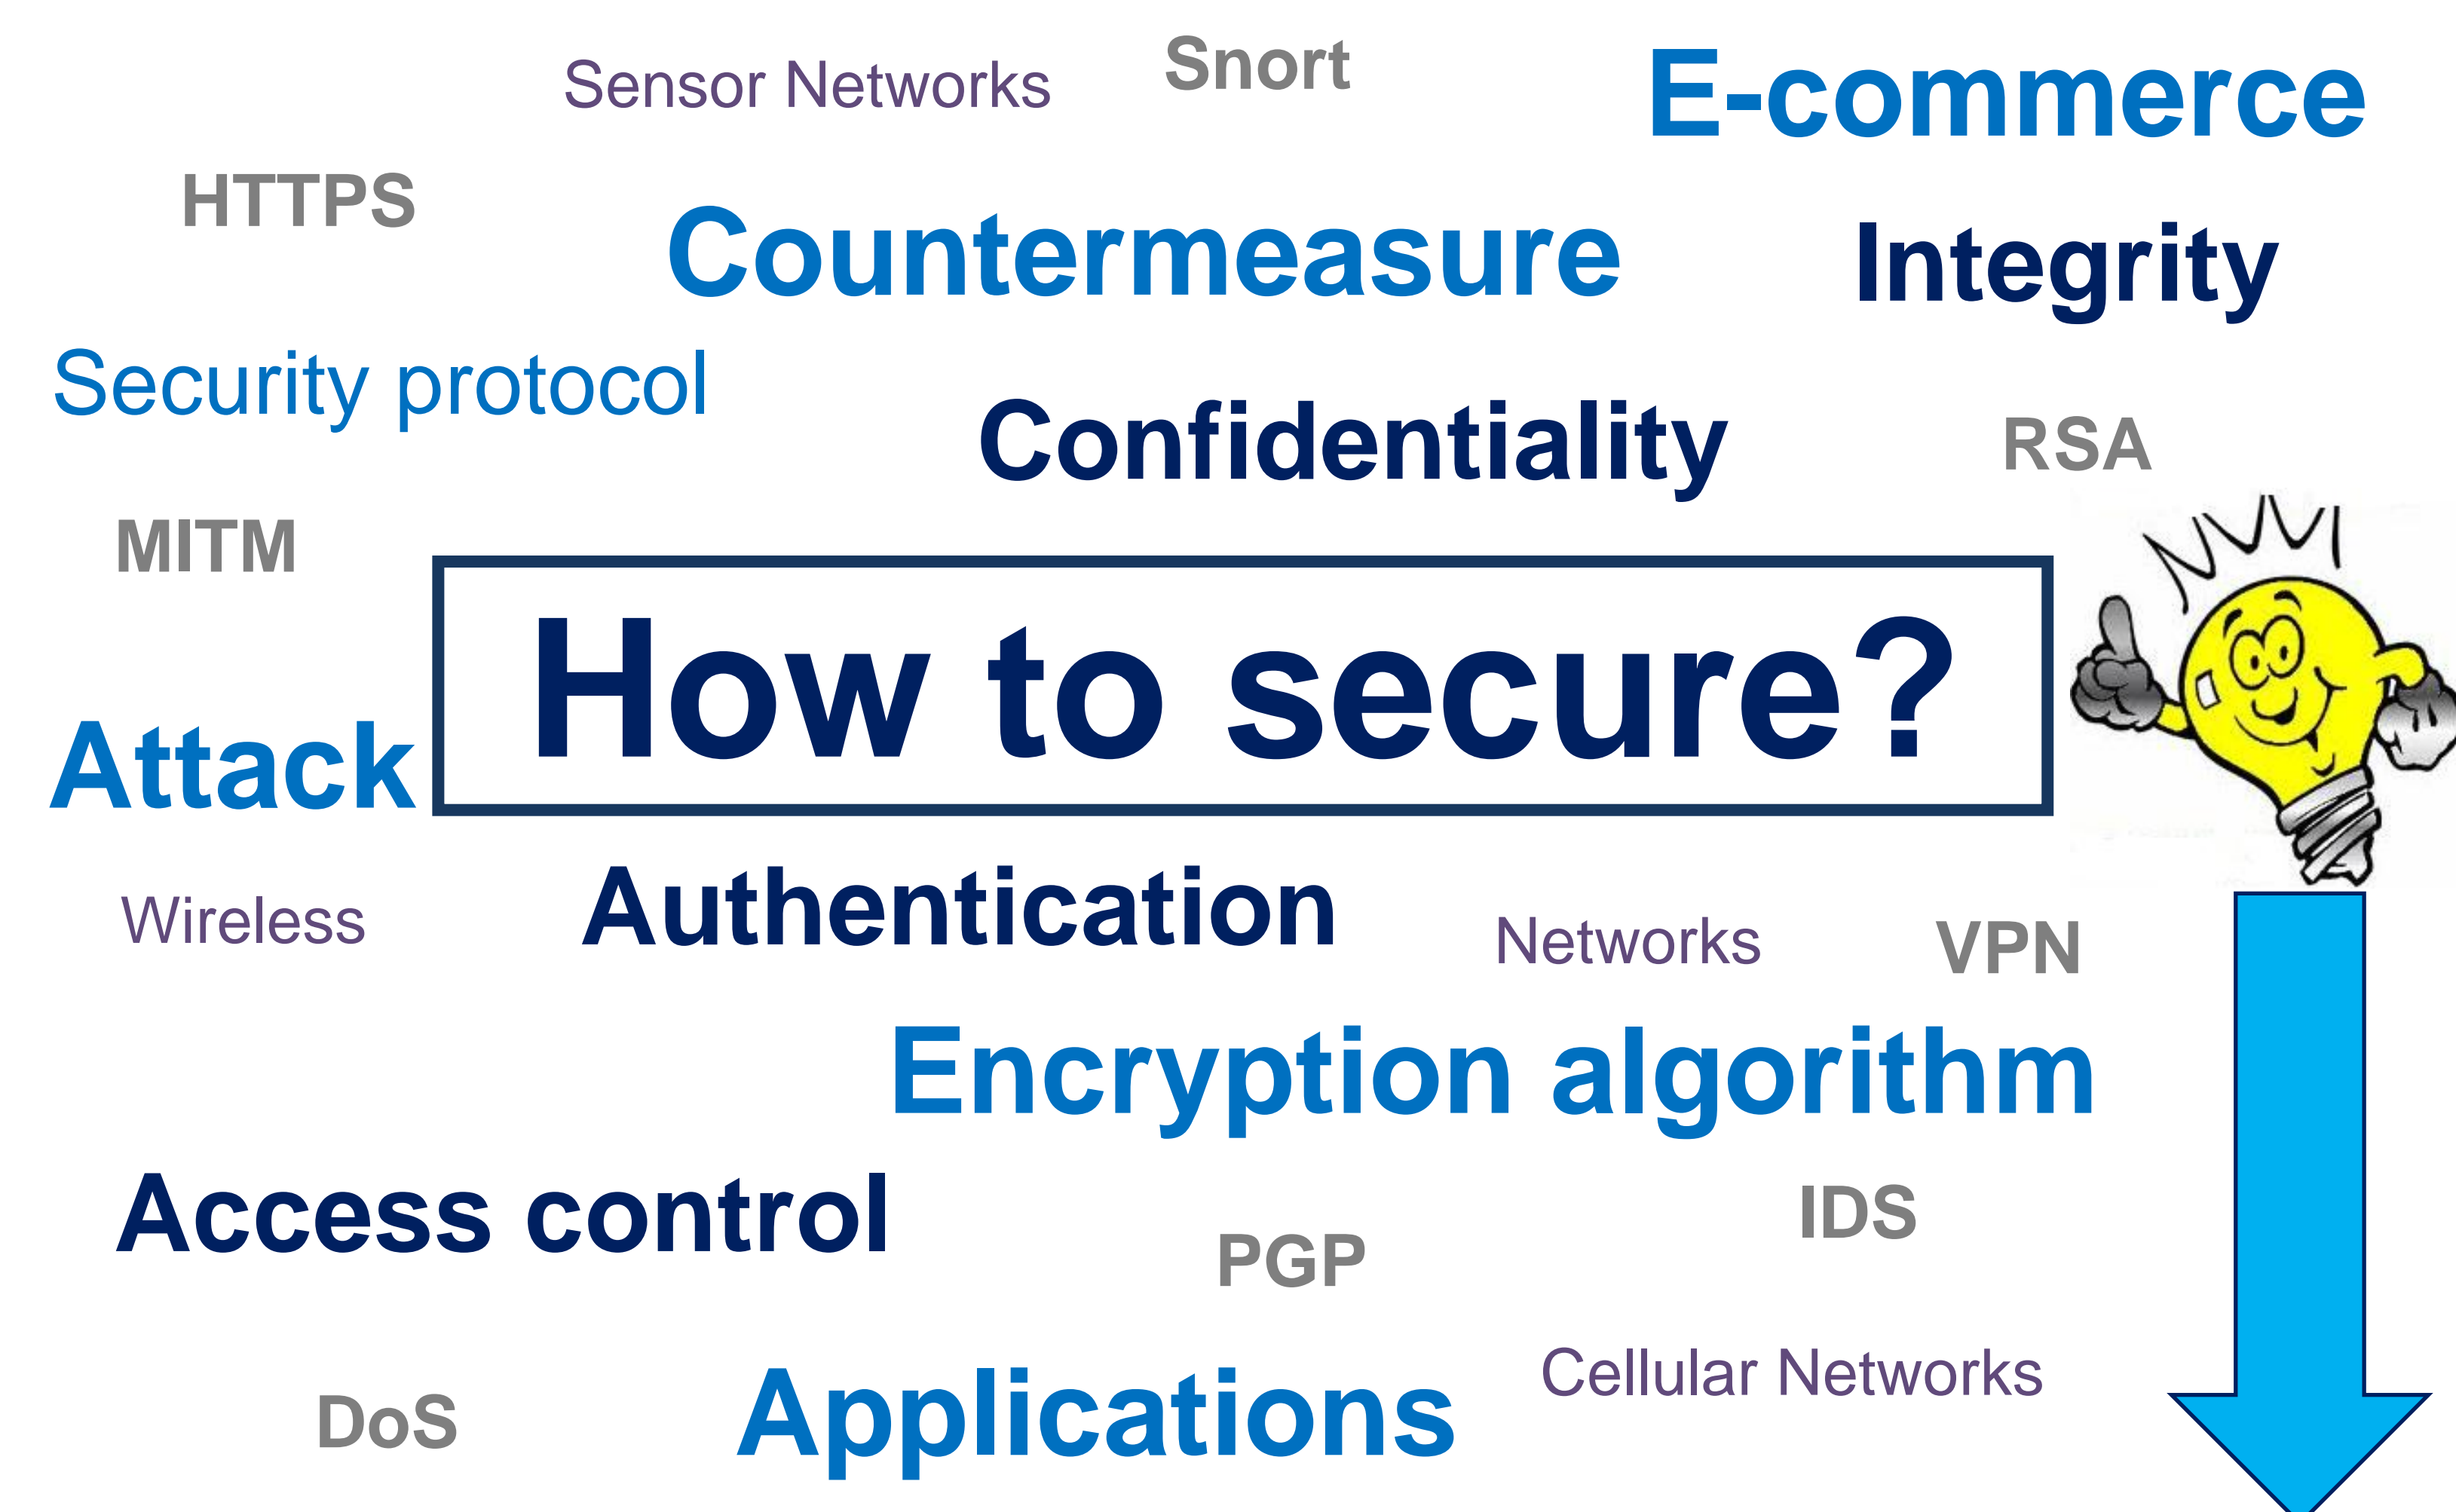 Sensor Networks
Snort
E-commerce
HTTPS
Countermeasure
Integrity
Security protocol
Confidentiality
RSA
MITM
How to secure?
Attack
Wireless
Authentication
Networks
VPN
Encryption algorithm
Access control
IDS
PGP
Cellular Networks
DoS
Applications